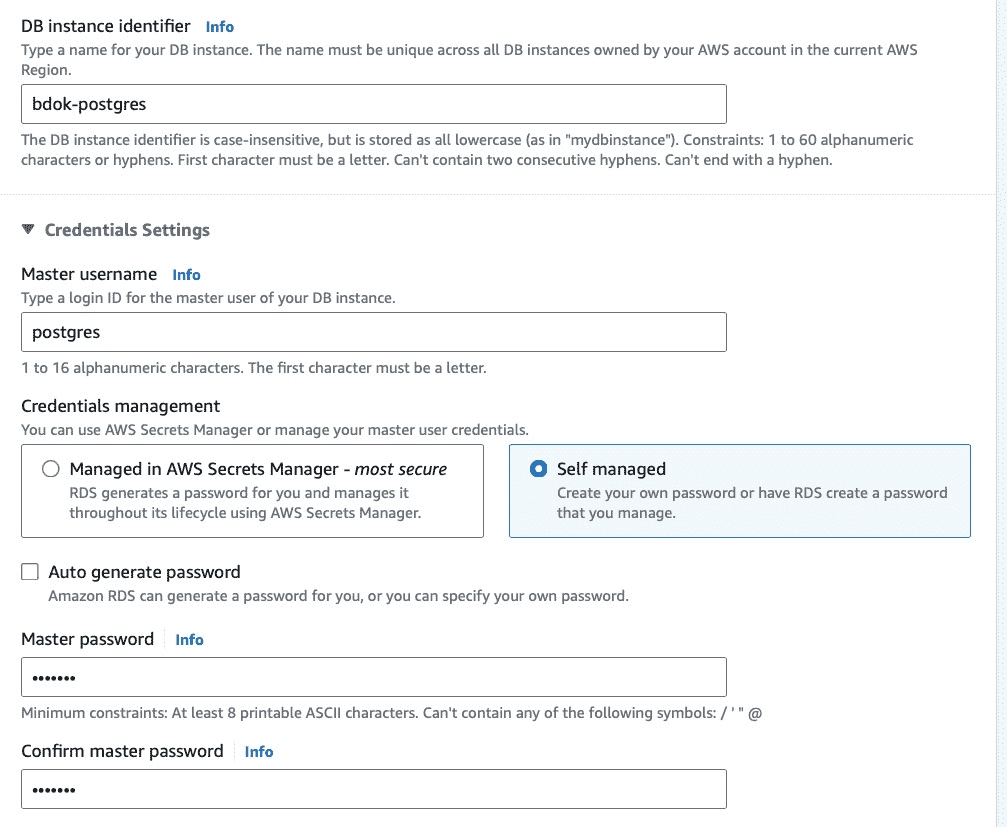 DB instance identifier Info
Type a name for your DB instance. The name must be unique across all DB instances owned by your AWS account in the current AWS
Region.
bdok-postgres
The DB instance identifier is case-insensitive, but is stored as all lowercase (as in "mydbinstance"). Constraints: 1 to 60 alphanumeric
characters or hyphens. First character must be a letter. Can't contain two consecutive hyphens. Can't end with a hyphen.
Credentials Settings
Master username Info
Type a login ID for the master user of your DB instance.
postgres
1 to 16 alphanumeric characters. The first character must be a letter.
Credentials management
You can use AWS Secrets Manager or manage your master user credentials.
Managed in AWS Secrets Manager - most secure
RDS generates a password for you and manages it
throughout its lifecycle using AWS Secrets Manager.
Self managed
Create your own password or have RDS create a password
that you manage.
Auto generate password
Amazon RDS can generate a password for you, or you can specify your own password.
Master password Info
•••••••
Minimum constraints: At least 8 printable ASCII characters. Can't contain any of the following symbols: / ' " @
Confirm master password Info
•••••••